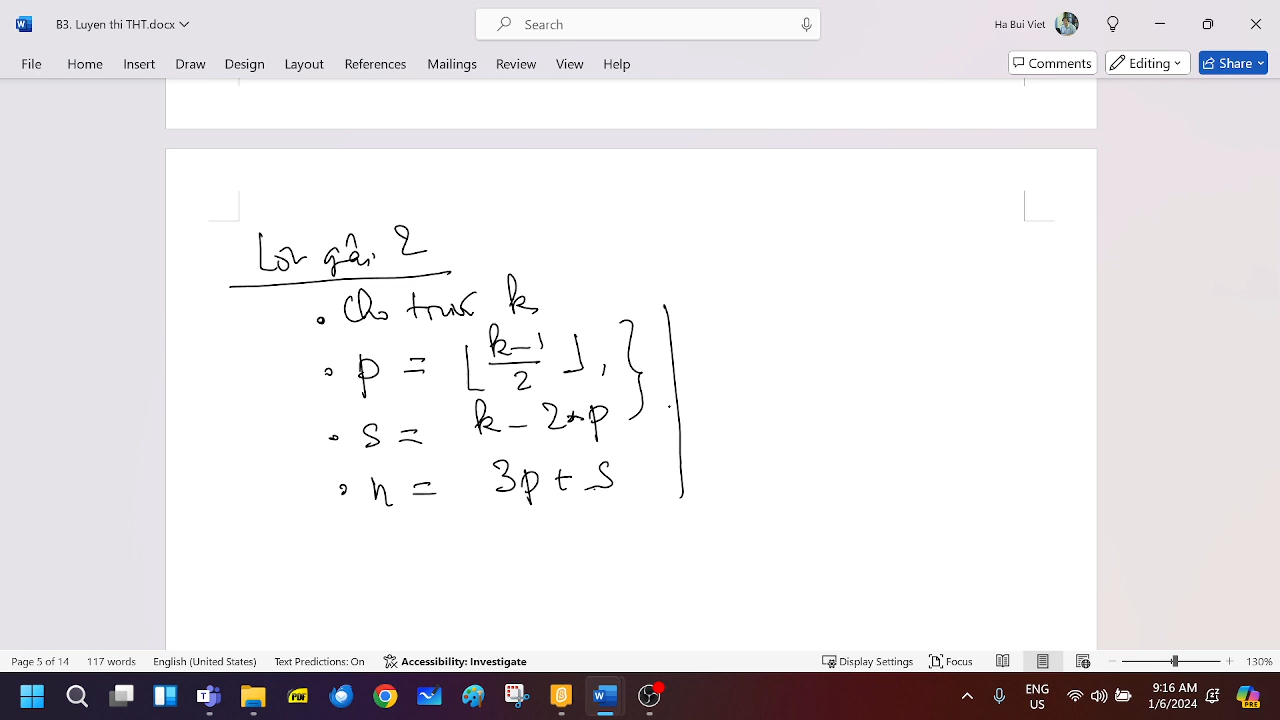 B3. Luyen thi THT.docx
Search
Ha Bui Viet
File Home Insert Draw Design Layout References Mailings Review View Help
Comments Editing Share
Lời giải 2
• Cho trước k,
• p = ⌊(k-1)/2⌋,
• s = k - 2*p
• n = 3p + s
Page 5 of 14 117 words English (United States) Text Predictions: On Accessibility: Investigate Display Settings Focus 130%
PDF ENG US 9:16 AM 1/6/2024 PRE